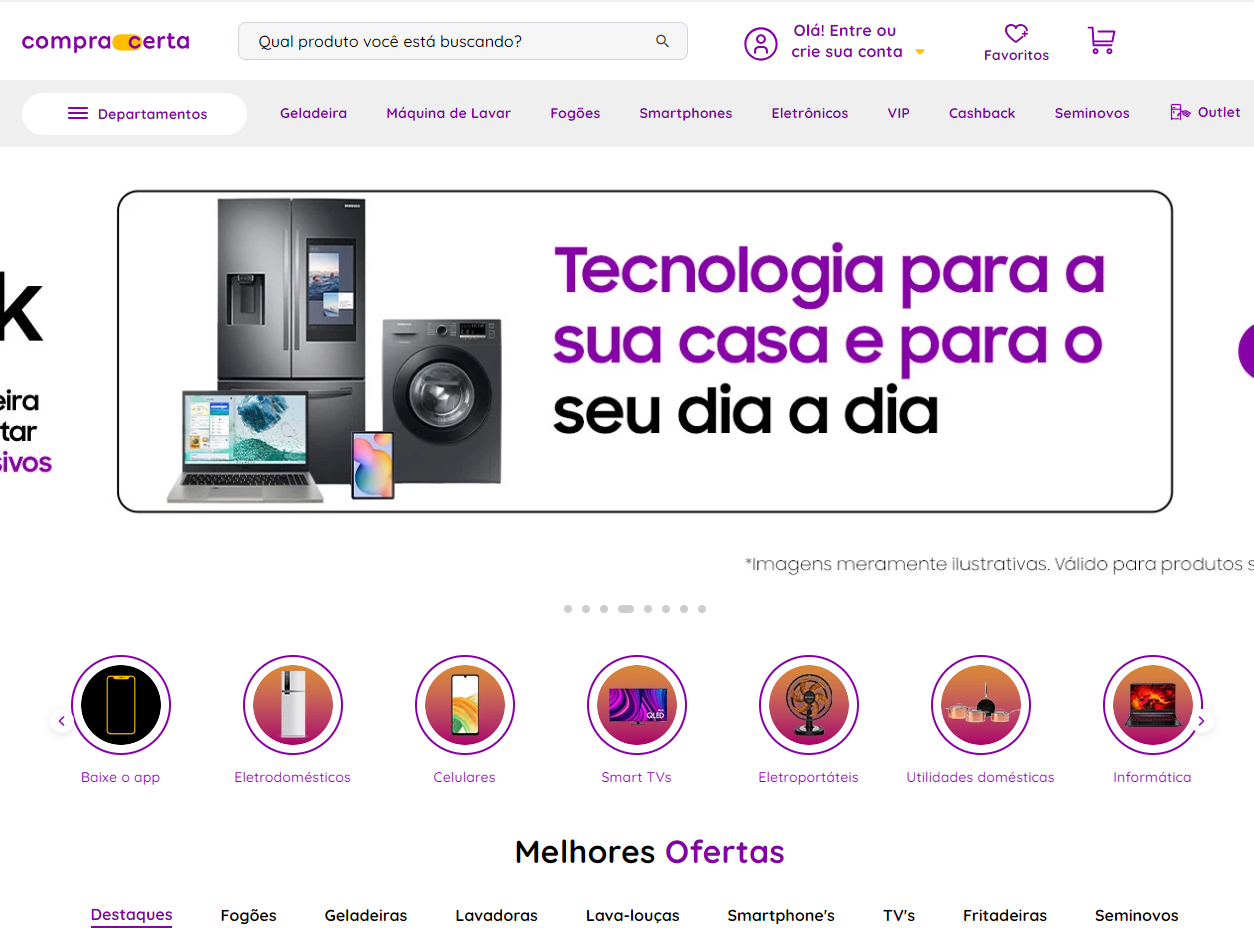 compra certa
Qual produto você está buscando?
Olá! Entre ou
crie sua conta
Favoritos
Departamentos
Geladeira
Máquina de Lavar
Fogões
Smartphones
Eletrônicos
VIP
Cashback
Seminovos
Outlet
k
eira
tar
sivos
SAMSUNG
Tecnologia para a
sua casa e para o
seu dia a dia
*Imagens meramente ilustrativas. Válido para produtos s
QLED
Baixe o app
Eletrodomésticos
Celulares
Smart TVs
Eletroportáteis
Utilidades domésticas
Informática
Melhores Ofertas
Destaques
Fogões
Geladeiras
Lavadoras
Lava-louças
Smartphone's
TV's
Fritadeiras
Seminovos